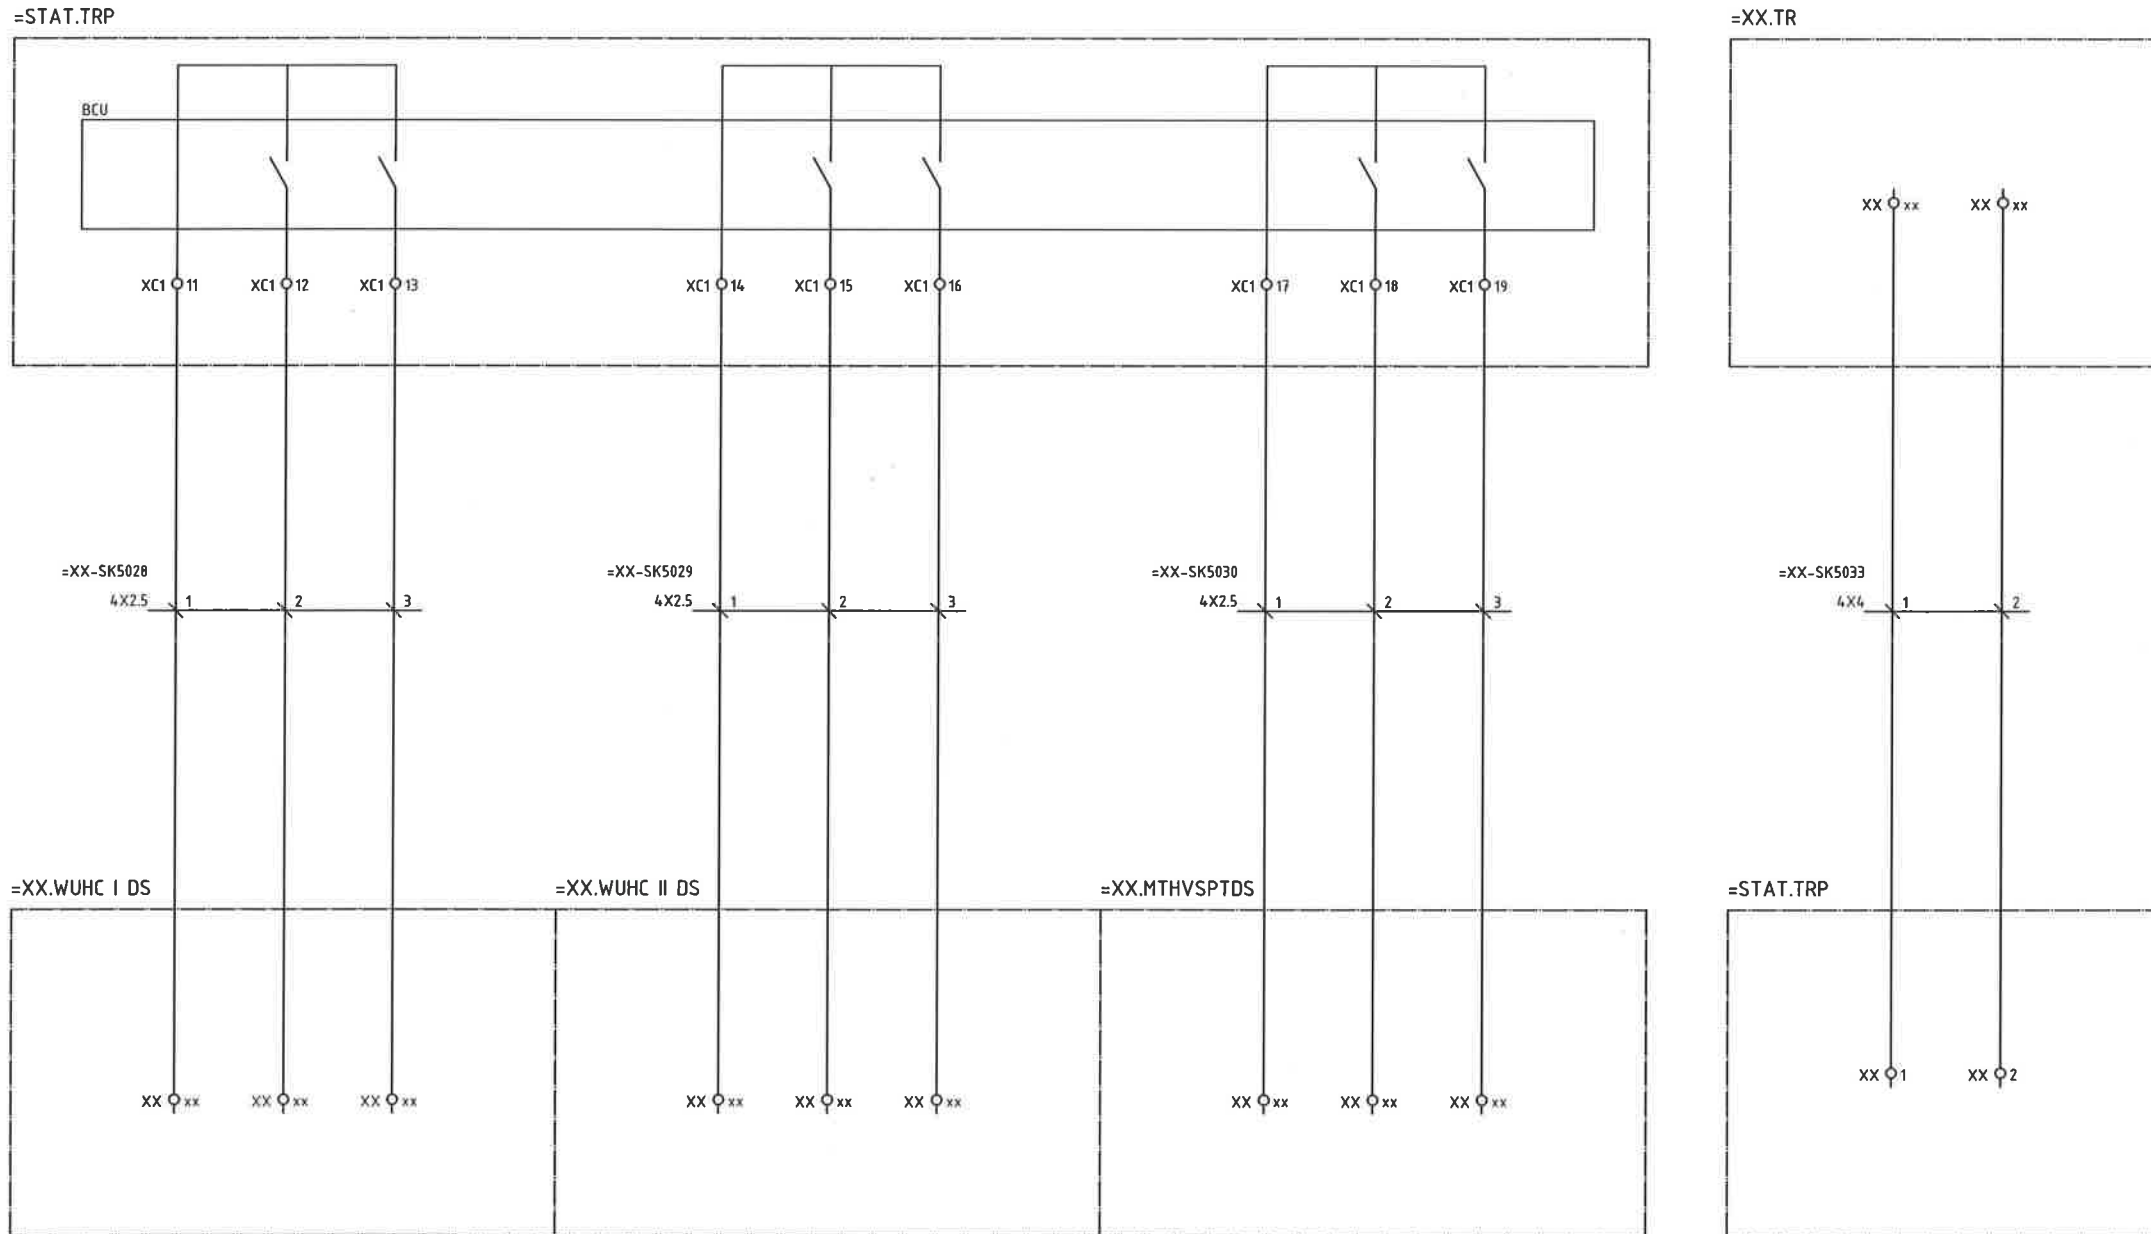 =STAT.TRP
=XX.TR
BCU
XX xx XX xx
XC1 11 XC1 12 XC1 13 XC1 14 XC1 15 XC1 16 XC1 17 XC1 18 XC1 19
=XX-SK5028 =XX-SK5029 =XX-SK5030 =XX-SK5033
4X2.5 1 2 3 4X2.5 1 2 3 4X2.5 1 2 3 4X4 1 2
=XX.WUHC I DS =XX.WUHC II DS =XX.MTHVSPTDS =STAT.TRP
XX 1 XX 2
XX xx XX xx XX xx XX xx XX xx XX xx XX xx XX xx XX xx